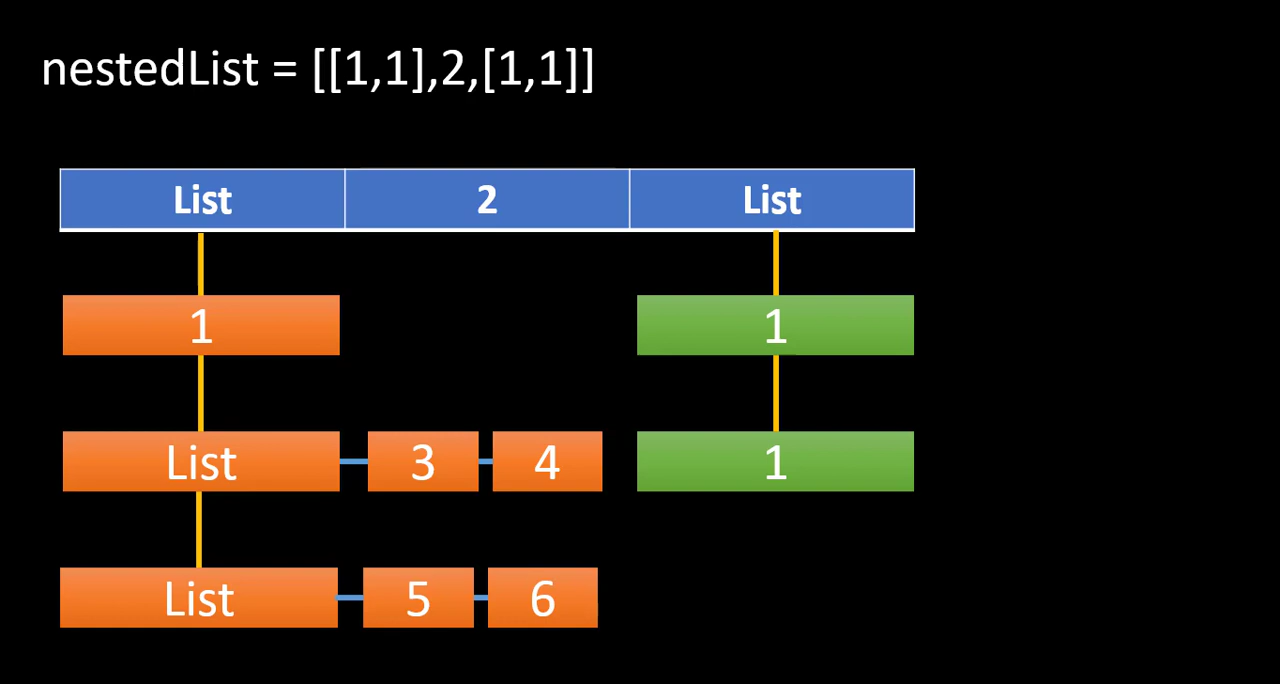 nestedList = [[1,1],2,[1,1]]
List 2 List
1 1
List 3 4 1
List 5 6